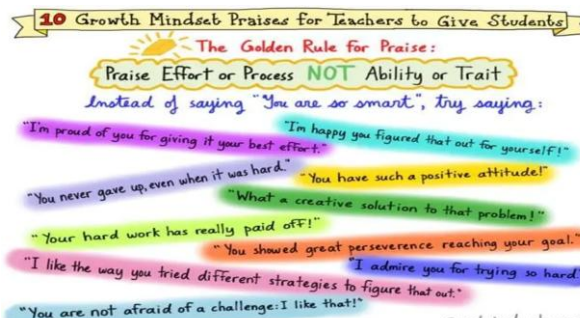 10 Growth Mindset Praises for Teachers to Give Students
The Golden Rule for Praise:
Praise Effort or Process NOT Ability or Trait
Instead of saying "You are so smart", try saying:
"I'm proud of you for giving it your best effort."
"I'm happy you figured that out for yourself!"
"You never gave up, even when it was hard."
"You have such a positive attitude!"
"What a creative solution to that problem!"
"Your hard work has really paid off!"
"You showed great perseverence reaching your goal."
"I like the way you tried different strategies to figure that out."
"I admire you for trying so hard"
"You are not afraid of a challenge: I like that!"